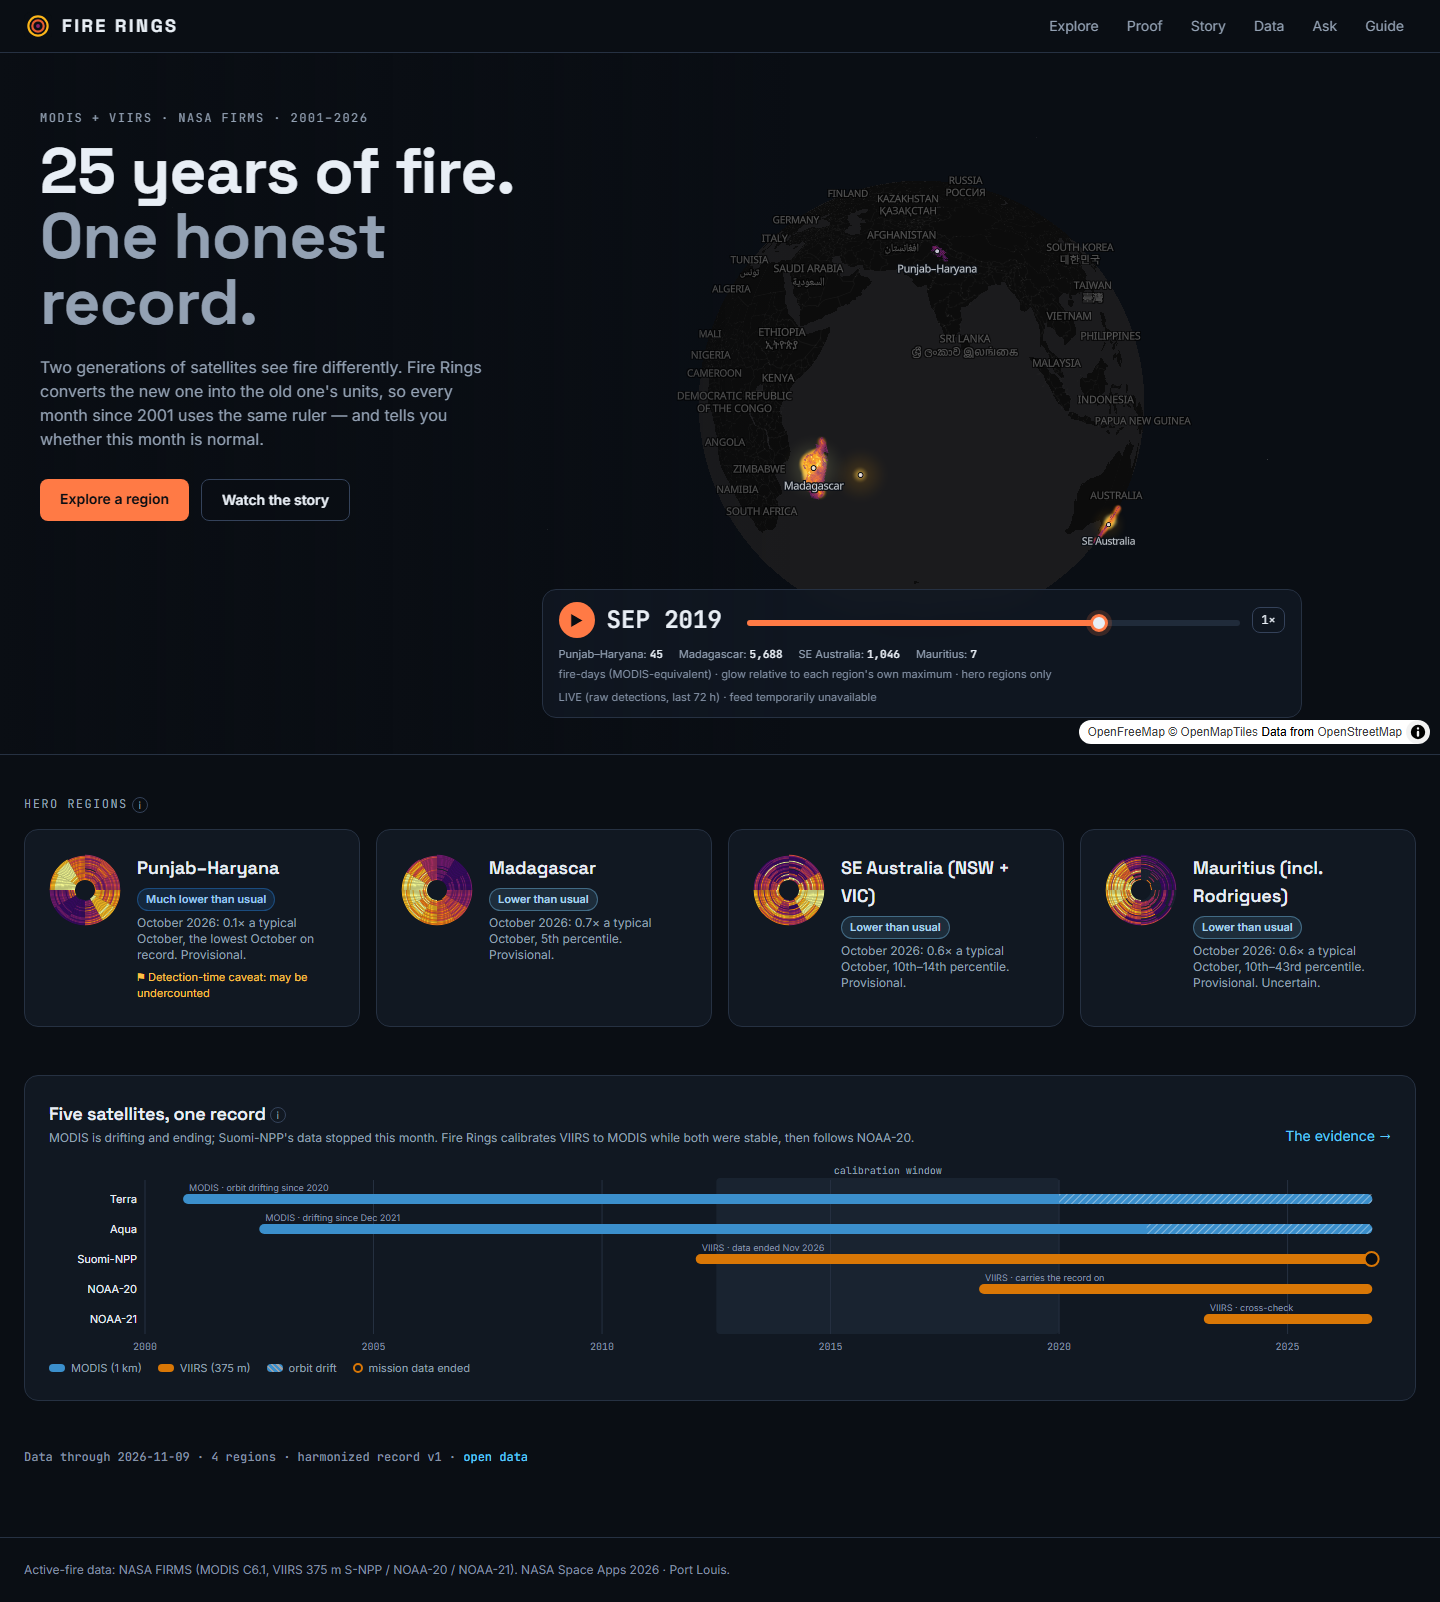 FIRE RINGS
Explore Proof Story Data Ask Guide
MODIS + VIIRS · NASA FIRMS · 2001–2026
25 years of fire.
One honest
record.
Two generations of satellites see fire differently. Fire Rings
converts the new one into the old one's units, so every
month since 2001 uses the same ruler — and tells you
whether this month is normal.
Explore a region
Watch the story
RUSSIA
РОССИЯ
FINLAND
KAZAKHSTAN
ҚАЗАҚСТАН
GERMANY
ITALY
AFGHANISTAN
افغانستان
SOUTH KOREA
대한민국
TUNISIA
تونس
SAUDI ARABIA
السعودية
Punjab–Haryana
ALGERIA
TAIWAN
臺灣
VIETNAM
MALI
ETHIOPIA
ኢትዮጵያ
SRI LANKA
ශ්‍රී ලංකාව இலங்கை
PHILIPPINES
NIGERIA
MALAYSIA
CAMEROON
KENYA
DEMOCRATIC REPUBLIC
OF THE CONGO
INDONESIA
PAPUA NEW GUINEA
ANGOLA
ZIMBABWE
Madagascar
NAMIBIA
AUSTRALIA
SOUTH AFRICA
SE Australia
SEP 2019
1×
Punjab–Haryana: 45 Madagascar: 5,688 SE Australia: 1,046 Mauritius: 7
fire-days (MODIS-equivalent) · glow relative to each region's own maximum · hero regions only
LIVE (raw detections, last 72 h) · feed temporarily unavailable
OpenFreeMap © OpenMapTiles Data from OpenStreetMap
HERO REGIONS i
Punjab–Haryana
Much lower than usual
October 2026: 0.1× a typical
October, the lowest October on
record. Provisional.
⚑ Detection-time caveat: may be
undercounted
Madagascar
Lower than usual
October 2026: 0.7× a typical
October, 5th percentile.
Provisional.
SE Australia (NSW +
VIC)
Lower than usual
October 2026: 0.6× a typical
October, 10th–14th percentile.
Provisional.
Mauritius (incl.
Rodrigues)
Lower than usual
October 2026: 0.6× a typical
October, 10th–43rd percentile.
Provisional. Uncertain.
Five satellites, one record i
MODIS is drifting and ending; Suomi-NPP's data stopped this month. Fire Rings calibrates VIIRS to MODIS while both were stable, then follows NOAA-20.
The evidence →
calibration window
MODIS · orbit drifting since 2020
Terra
MODIS · drifting since Dec 2021
Aqua
VIIRS · data ended Nov 2026
Suomi-NPP
VIIRS · carries the record on
NOAA-20
VIIRS · cross-check
NOAA-21
2000 2005 2010 2015 2020 2025
MODIS (1 km) VIIRS (375 m) orbit drift mission data ended
Data through 2026-11-09 · 4 regions · harmonized record v1 · open data
Active-fire data: NASA FIRMS (MODIS C6.1, VIIRS 375 m S-NPP / NOAA-20 / NOAA-21). NASA Space Apps 2026 · Port Louis.